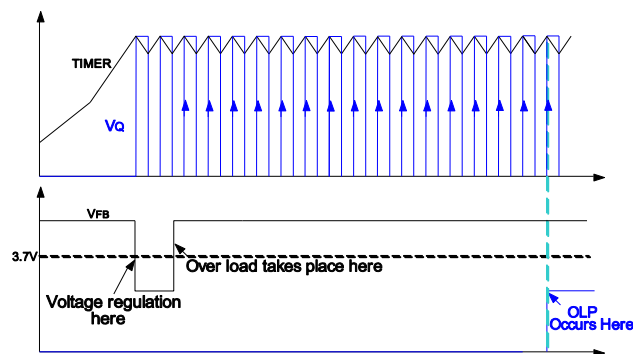 TIMER
VQ
VFB
3.7V
Over load takes place here
Voltage regulation
here
OLP
Occurs Here